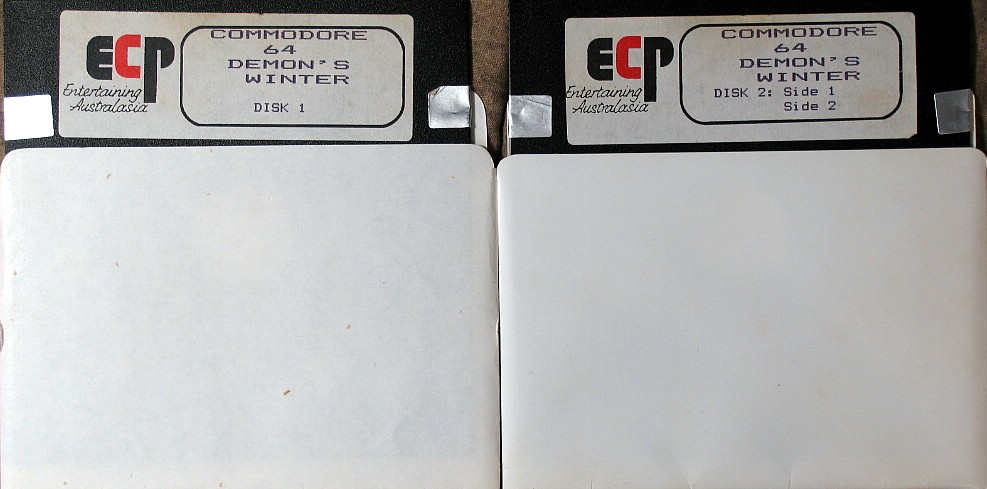 ECP
Entertaining
Australasia
COMMODORE
64
DEMON'S
WINTER
DISK 1
ECP
Entertaining
Australasia
COMMODORE
64
DEMON'S
WINTER
DISK 2: Side 1
Side 2